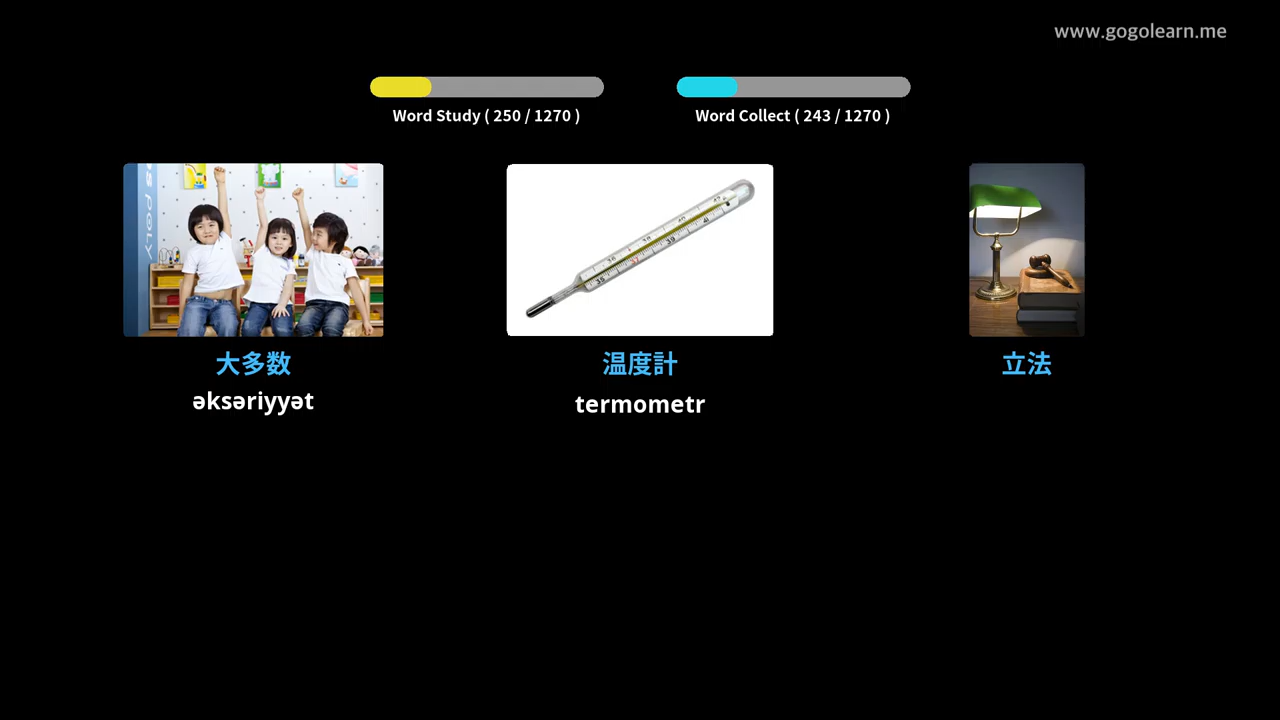 www.gogolearn.me
Word Study ( 250 / 1270 )
Word Collect ( 243 / 1270 )
大多数
温度計
立法
əksəriyyət
termometr